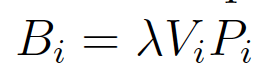 B_i = λV_iP_i